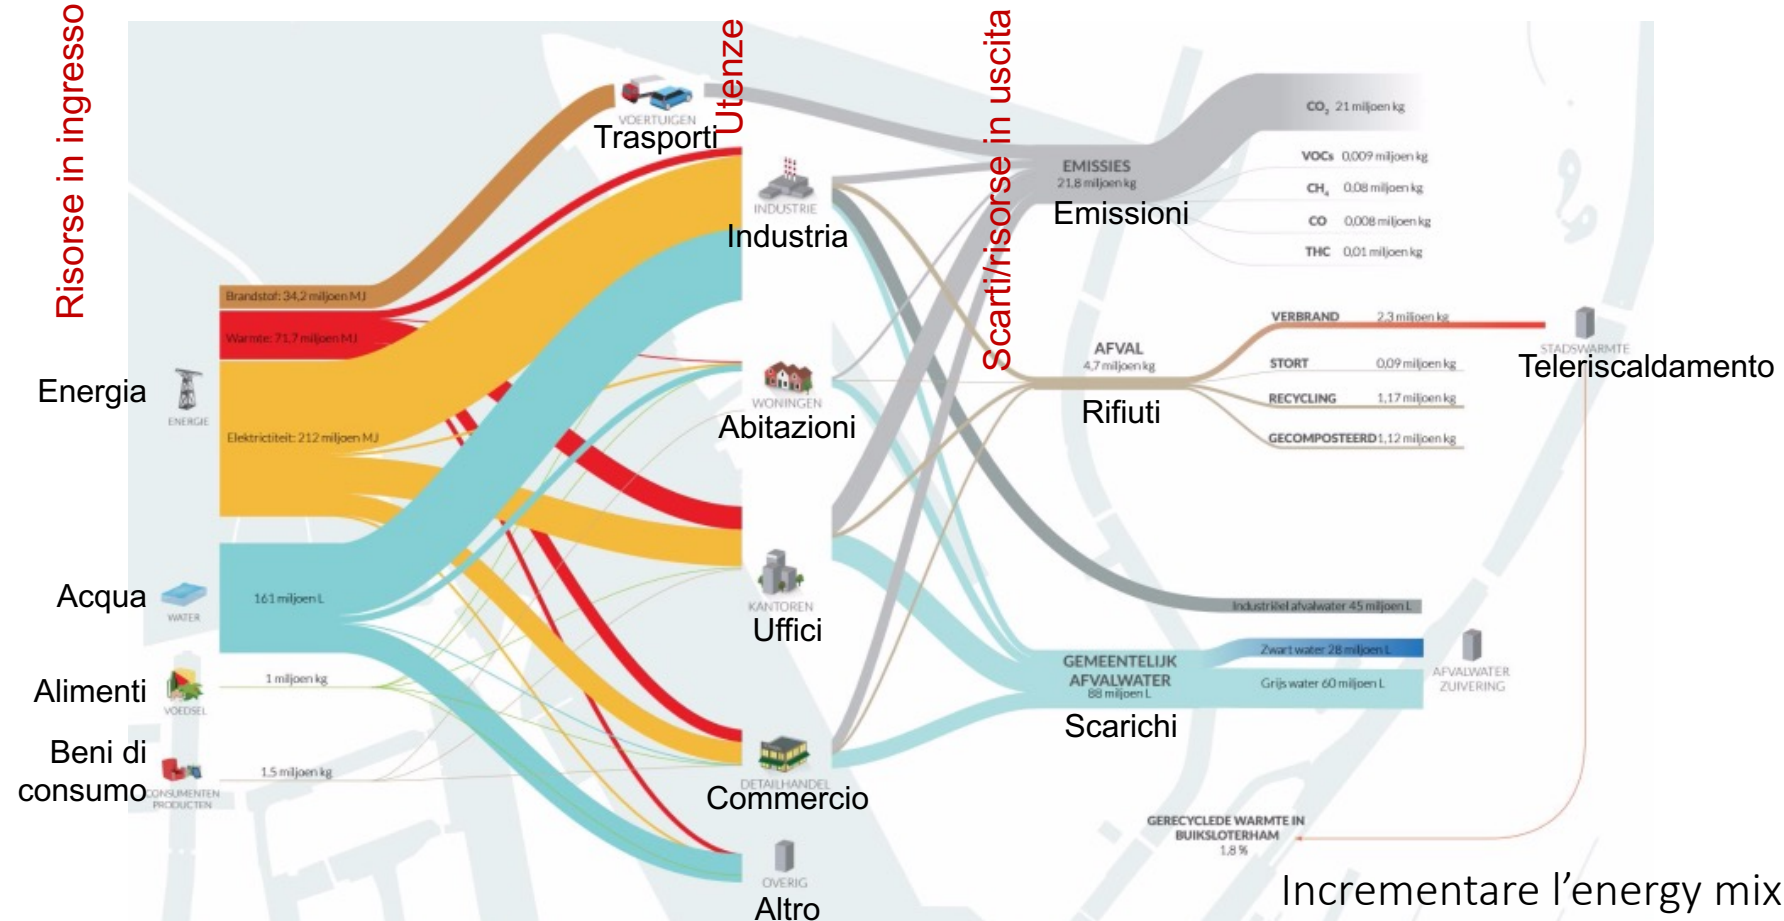 Risorse in ingresso
Utenze
Scarti/risorse in uscita
VOERTUIGEN
Trasporti
Brandstof: 34,2 miljoen MJ
Warmte: 71,7 miljoen MJ
Energia
ENERGIE
Elektrictiteit: 212 miljoen MJ
Acqua
WATER
161 miljoen L
Alimenti
VOEDSEL
1 miljoen kg
Beni di
consumo
CONSUMENTEN
PRODUCTEN
1,5 miljoen kg
INDUSTRIE
Industria
WONINGEN
Abitazioni
KANTOREN
Uffici
DETAILHANDEL
Commercio
OVERIG
Altro
EMISSIES
21,8 miljoen kg
Emissioni
CO₂ 21 miljoen kg
VOCs 0,009 miljoen kg
CH₄ 0,08 miljoen kg
CO 0,008 miljoen kg
THC 0,01 miljoen kg
AFVAL
4,7 miljoen kg
Rifiuti
VERBRAND 2,3 miljoen kg
STORT 0,09 miljoen kg
RECYCLING 1,17 miljoen kg
GECOMPOSTEERD 1,12 miljoen kg
STADSWARMTE
Teleriscaldamento
Industriëel afvalwater 45 miljoen L
GEMEENTELIJK
AFVALWATER
88 miljoen L
Scarichi
Zwart water 28 miljoen L
Grijs water 60 miljoen L
AFVALWATER
ZUIVERING
GERECYCLEDE WARMTE IN
BUIKSLOTERHAM
1,8 %
Incrementare l'energy mix